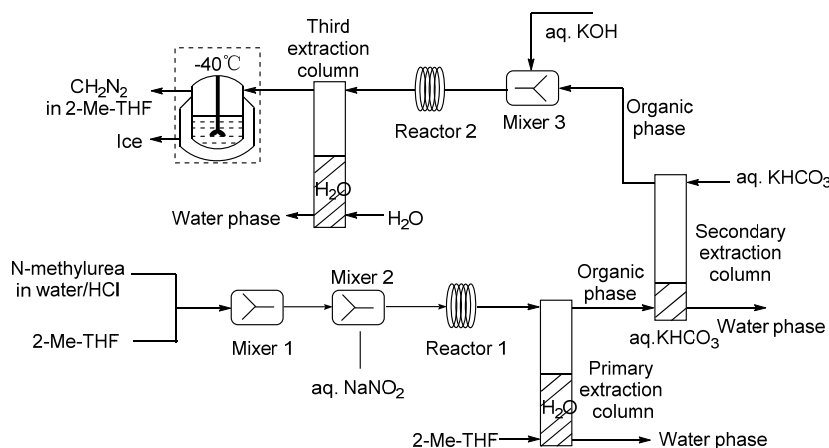 aq. KOH
Third
extraction
column
-40℃
CH₂N₂
in 2-Me-THF
Ice
Reactor 2
Mixer 3
Organic
phase
H₂O
aq. KHCO₃
Water phase
H₂O
Secondary
extraction
column
N-methylurea
in water/HCl
Mixer 2
Organic
phase
2-Me-THF
Mixer 1
Reactor 1
aq.KHCO₃
Water phase
aq. NaNO₂
Primary
extraction
column
H₂O
2-Me-THF
Water phase